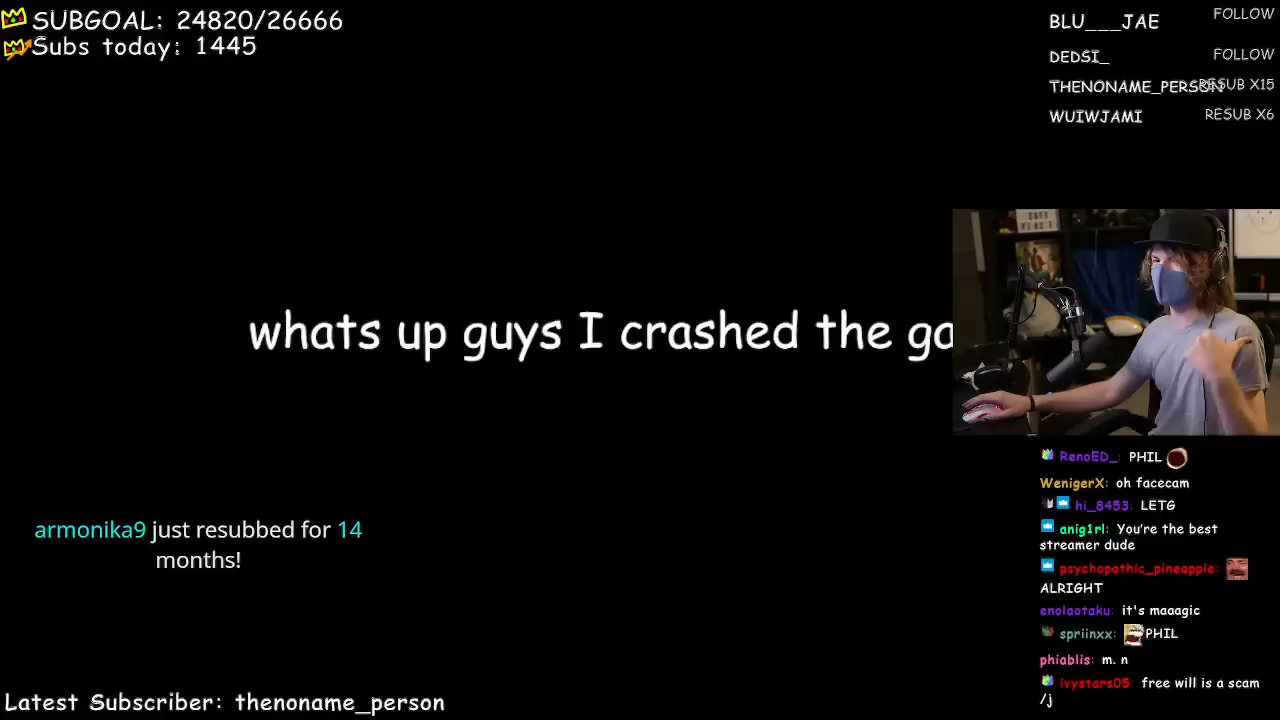 SUBGOAL: 24820/26666
Subs today: 1445
BLU___JAE FOLLOW
DEDSI_ FOLLOW
THENONAME_PERSON RESUB X15
WUIWJAMI RESUB X6
whats up guys I crashed the ga
armonika9 just resubbed for 14
months!
RenoED_: PHIL
WenigerX: oh facecam
hi_8453: LETG
anig1rl: You're the best
streamer dude
psychopathic_pineapple:
ALRIGHT
enolaotaku: it's maaagic
spriinxx: PHIL
phiablis: m. n
ivystars05: free will is a scam
/j
Latest Subscriber: thenoname_person